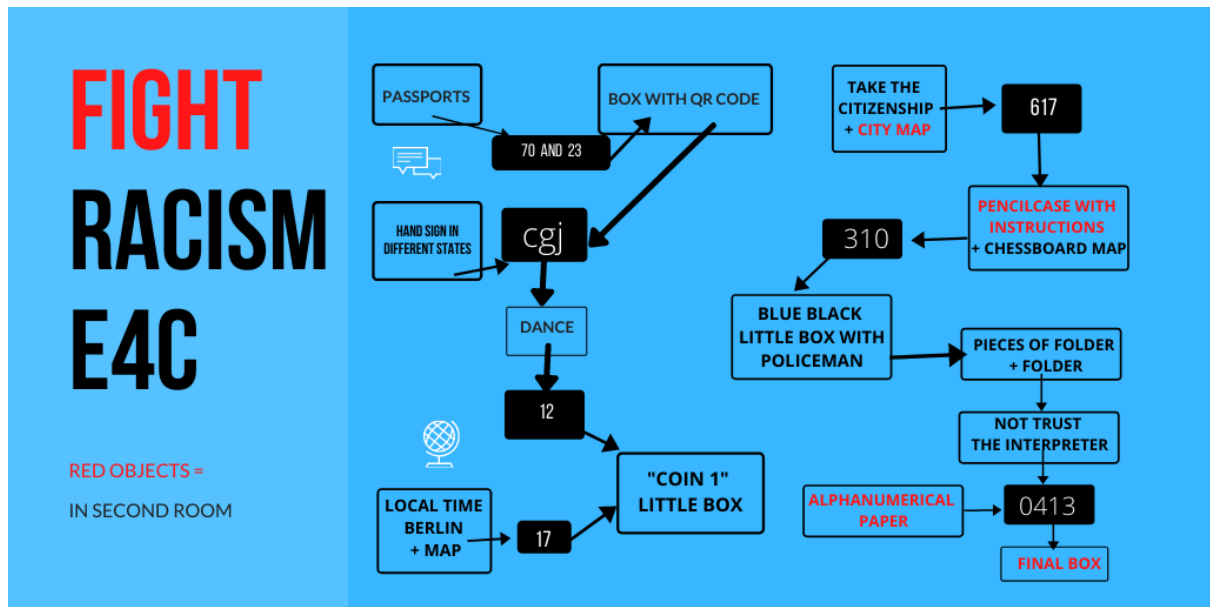 FIGHT
RACISM
E4C
RED OBJECTS =
IN SECOND ROOM
PASSPORTS
70 AND 23
BOX WITH QR CODE
HAND SIGN IN
DIFFERENT STATES
cgj
DANCE
12
LOCAL TIME
BERLIN
+ MAP
17
"COIN 1"
LITTLE BOX
TAKE THE
CITIZENSHIP
+ CITY MAP
617
PENCILCASE WITH
INSTRUCTIONS
+ CHESSBOARD MAP
310
BLUE BLACK
LITTLE BOX WITH
POLICEMAN
PIECES OF FOLDER
+ FOLDER
NOT TRUST
THE INTERPRETER
ALPHANUMERICAL
PAPER
0413
FINAL BOX